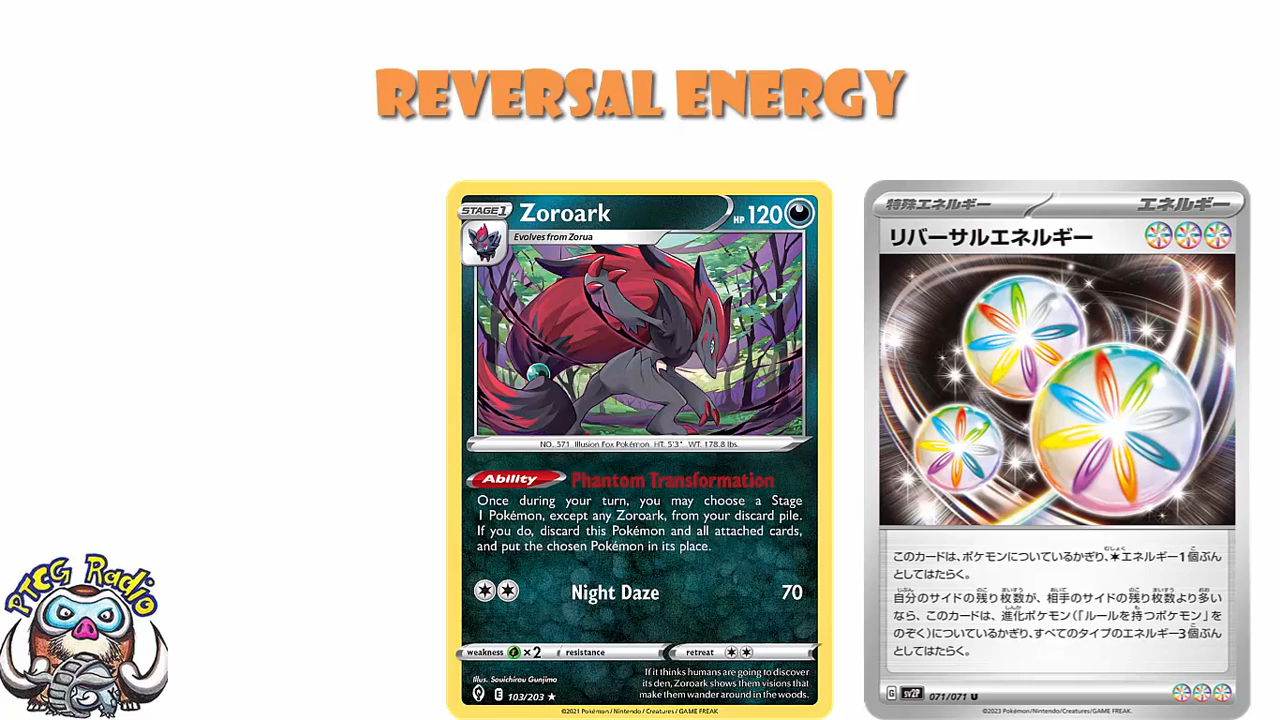 REVERSAL ENERGY
STAGE1
Zoroark
HP 120
Evolves from Zorua
NO. 571 Illusion Fox Pokémon HT. 5'3" WT. 178.8 lbs.
Ability Phantom Transformation
Once during your turn, you may choose a Stage
1 Pokémon, except any Zoroark, from your discard pile.
If you do, discard this Pokémon and all attached cards,
and put the chosen Pokémon in its place.
Night Daze 70
weakness ×2 resistance retreat
If it thinks humans are going to discover
its den, Zoroark shows them visions that
make them wander around in the woods.
Illus. Souichirou Gunjima
E 103/203 ★
©2021 Pokémon / Nintendo / Creatures / GAME FREAK
特殊エネルギー エネルギー
リバーサルエネルギー
このカードは、ポケモンについているかぎり、エネルギー1個ぶん
としてはたらく。
自分のサイドの残り枚数が、相手のサイドの残り枚数より多い
なら、このカードは、進化ポケモン(「ルールを持つポケモン」を
のぞく)についているかぎり、すべてのタイプのエネルギー3個ぶん
としてはたらく。
G SV2P 071/071 U
©2023 Pokémon/Nintendo/Creatures/GAME FREAK.
PTCG Radio